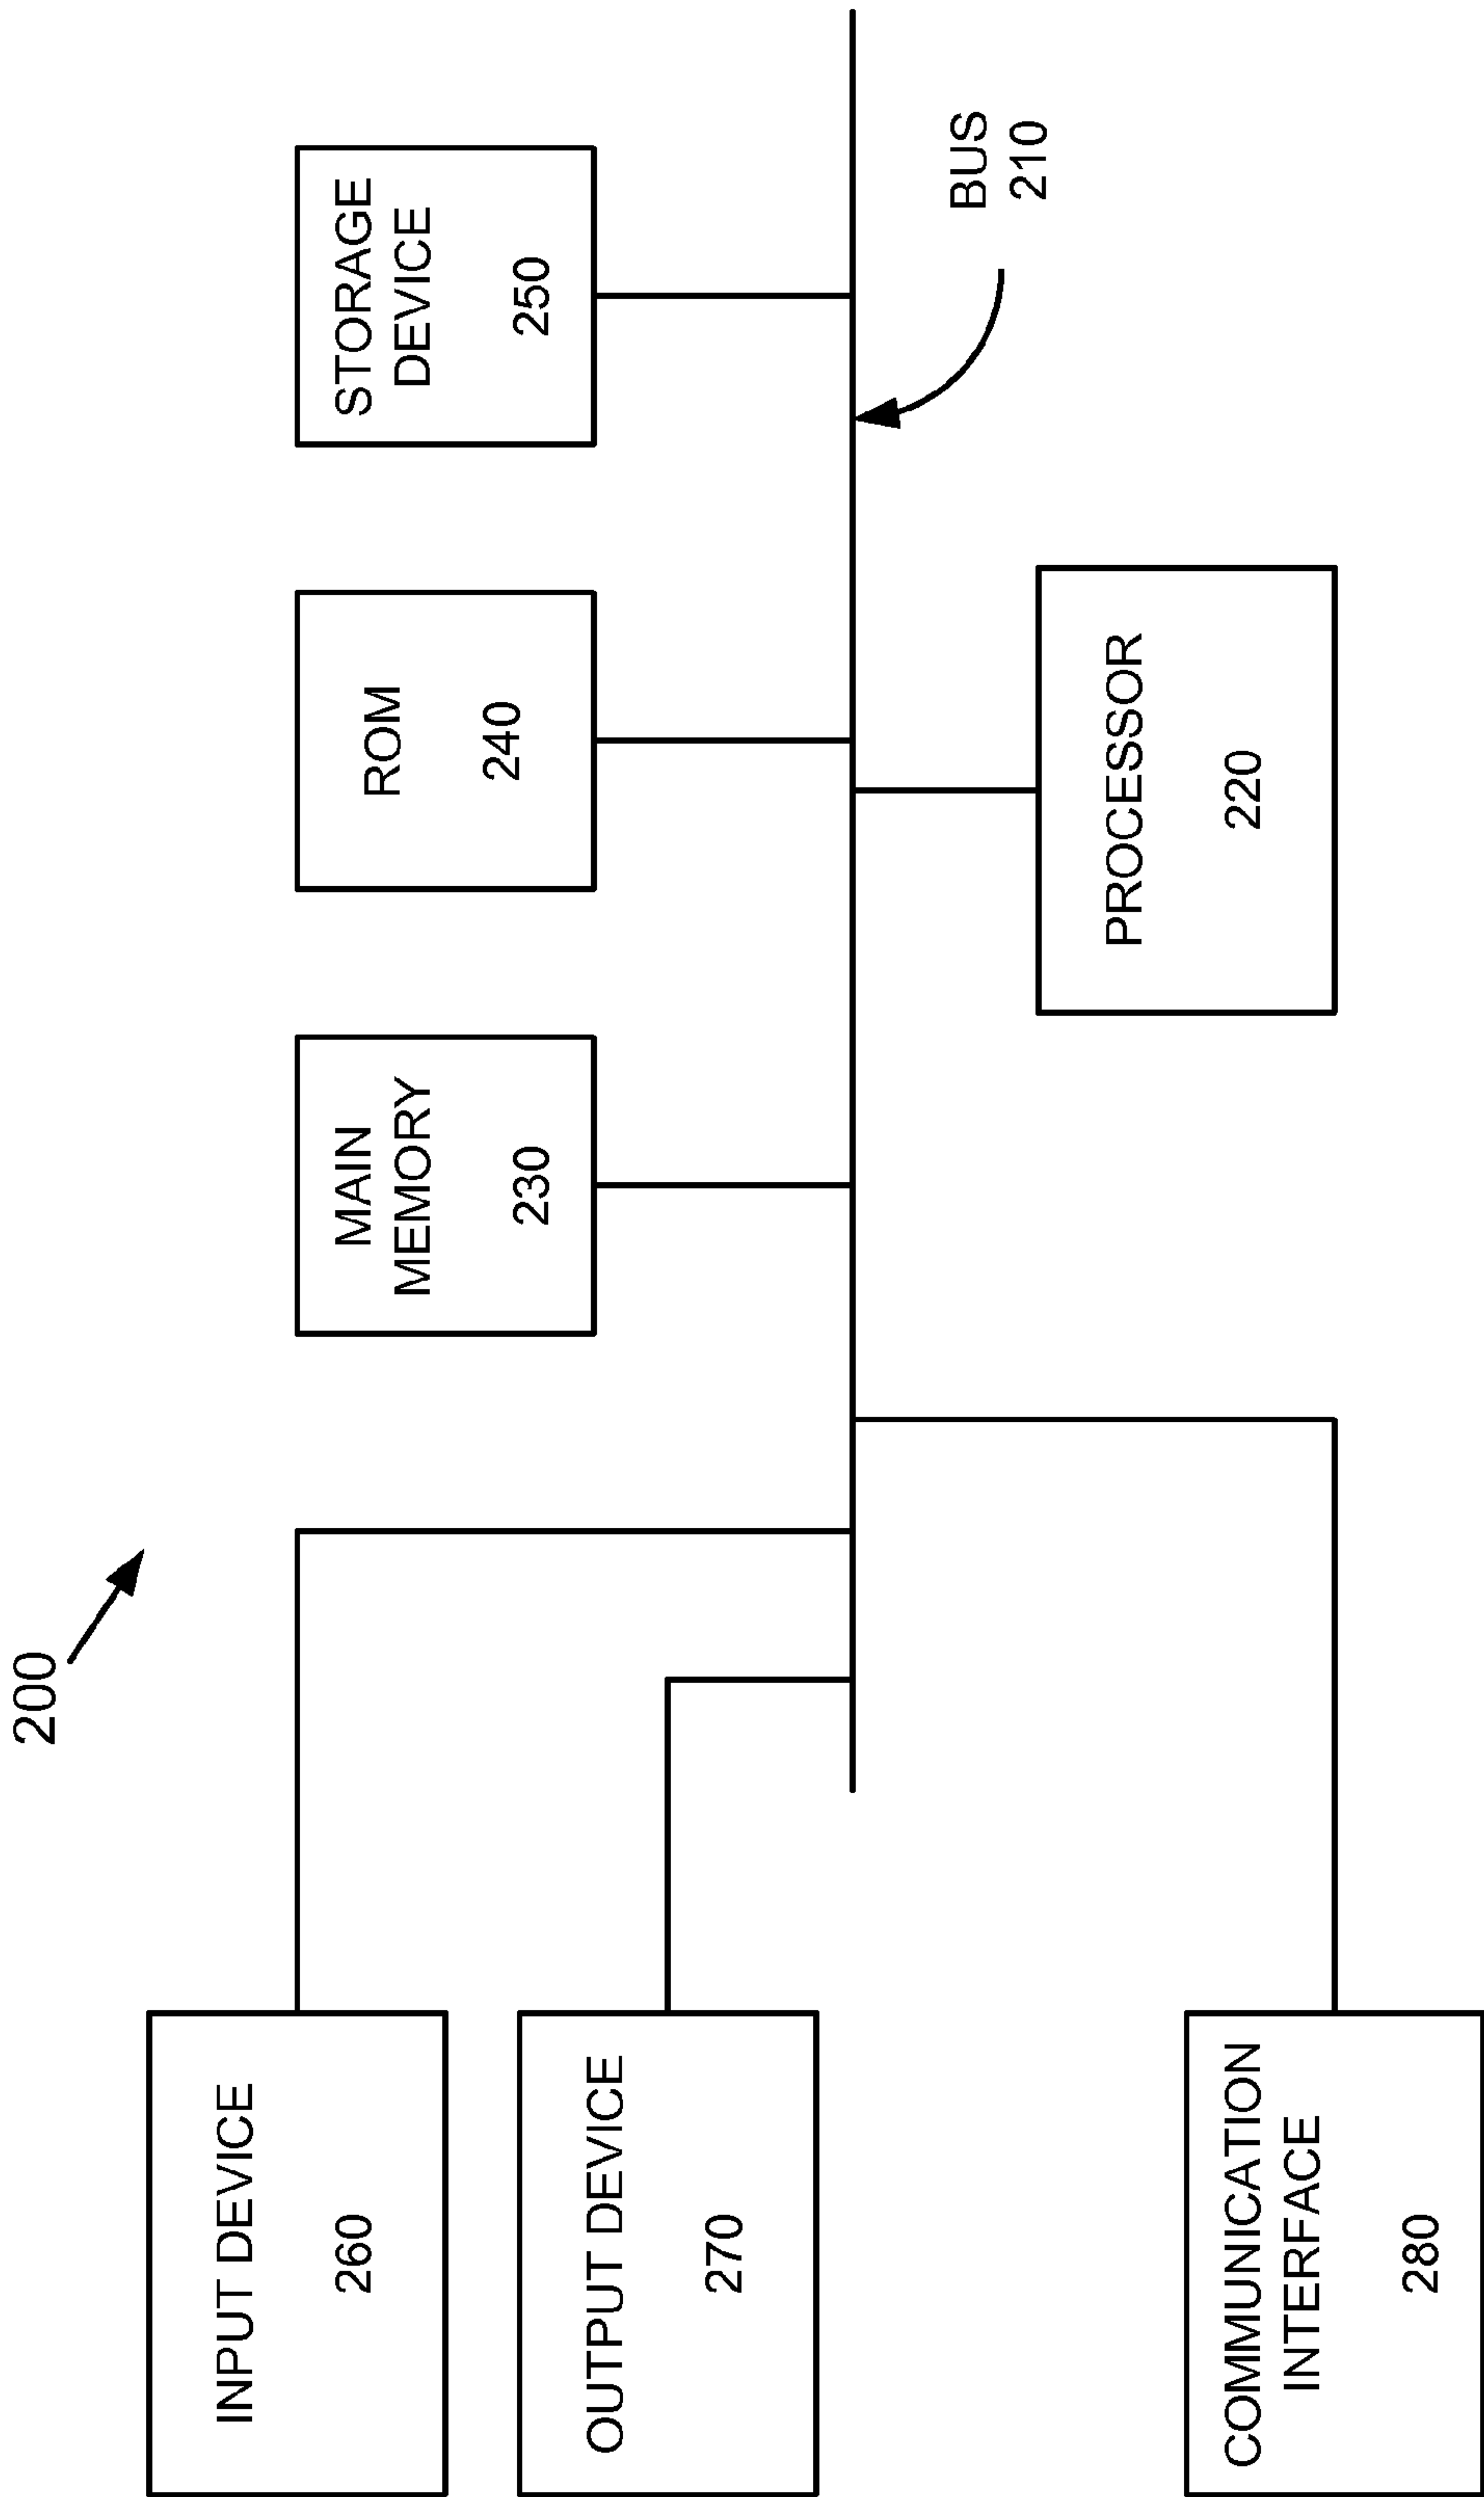 200
INPUT DEVICE
260
OUTPUT DEVICE
270
COMMUNICATION
INTERFACE
280
MAIN
MEMORY
230
ROM
240
STORAGE
DEVICE
250
PROCESSOR
220
BUS
210